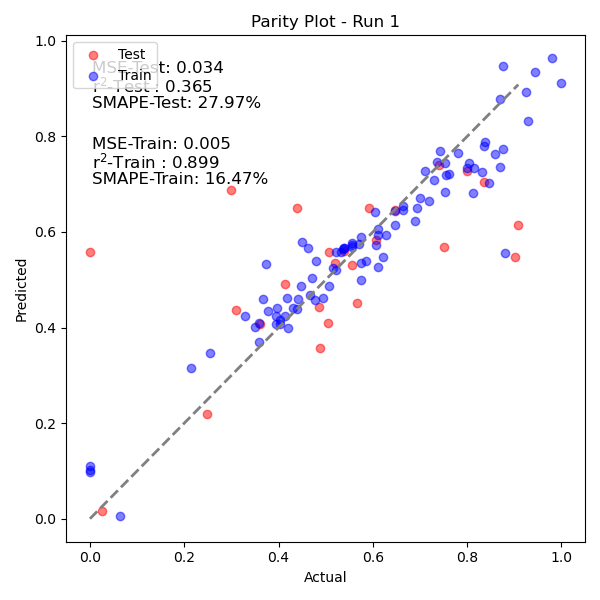 Parity Plot - Run 1
Test
Train
MSE-Test: 0.034
r²-Test : 0.365
SMAPE-Test: 27.97%
MSE-Train: 0.005
r²-Train : 0.899
SMAPE-Train: 16.47%
1.0
0.8
0.6
0.4
0.2
0.0
Predicted
0.0 0.2 0.4 0.6 0.8 1.0
Actual